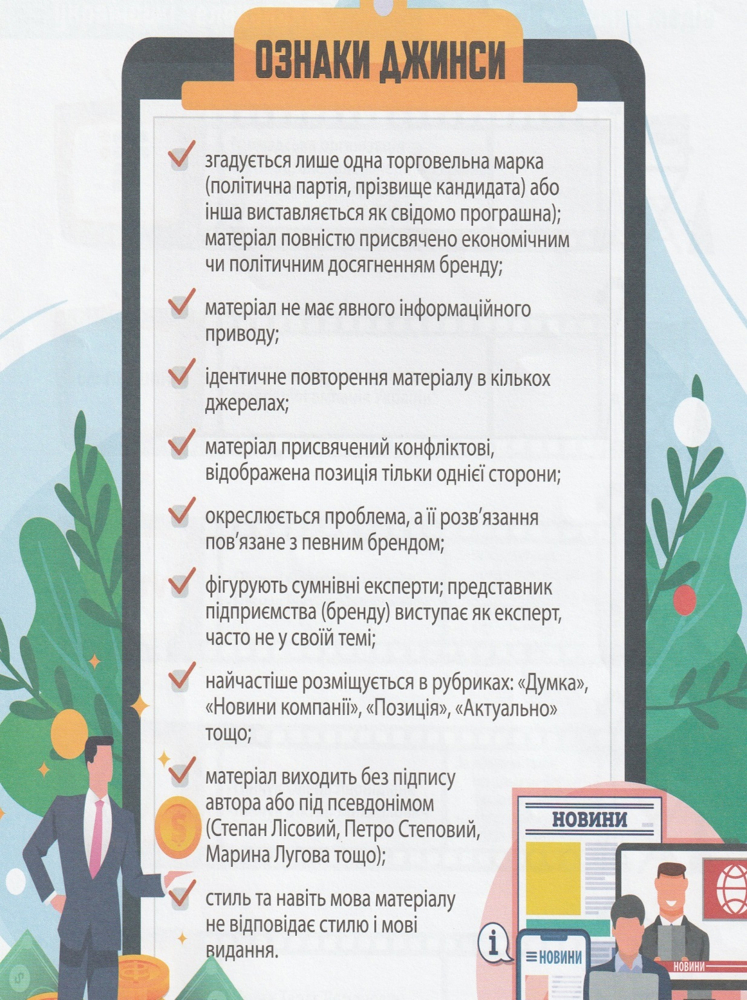 ОЗНАКИ ДЖИНСИ
згадується лише одна торговельна марка
(політична партія, прізвище кандидата) або
інша виставляється як свідомо програшна);
матеріал повністю присвячено економічним
чи політичним досягненням бренду;
матеріал не має явного інформаційного
приводу;
ідентичне повторення матеріалу в кількох
джерелах;
матеріал присвячений конфліктові,
відображена позиція тільки однієї сторони;
окреслюється проблема, а її розв’язання
пов’язане з певним брендом;
фігурують сумнівні експерти; представник
підприємства (бренду) виступає як експерт,
часто не у своїй темі;
найчастіше розміщується в рубриках: «Думка»,
«Новини компанії», «Позиція», «Актуально»
тощо;
матеріал виходить без підпису
автора або під псевдонімом
(Степан Лісовий, Петро Степовий,
Марина Лугова тощо);
стиль та навіть мова матеріалу
не відповідає стилю і мові
видання.
НОВИНИ
i
НОВИНИ
НОВИНИ